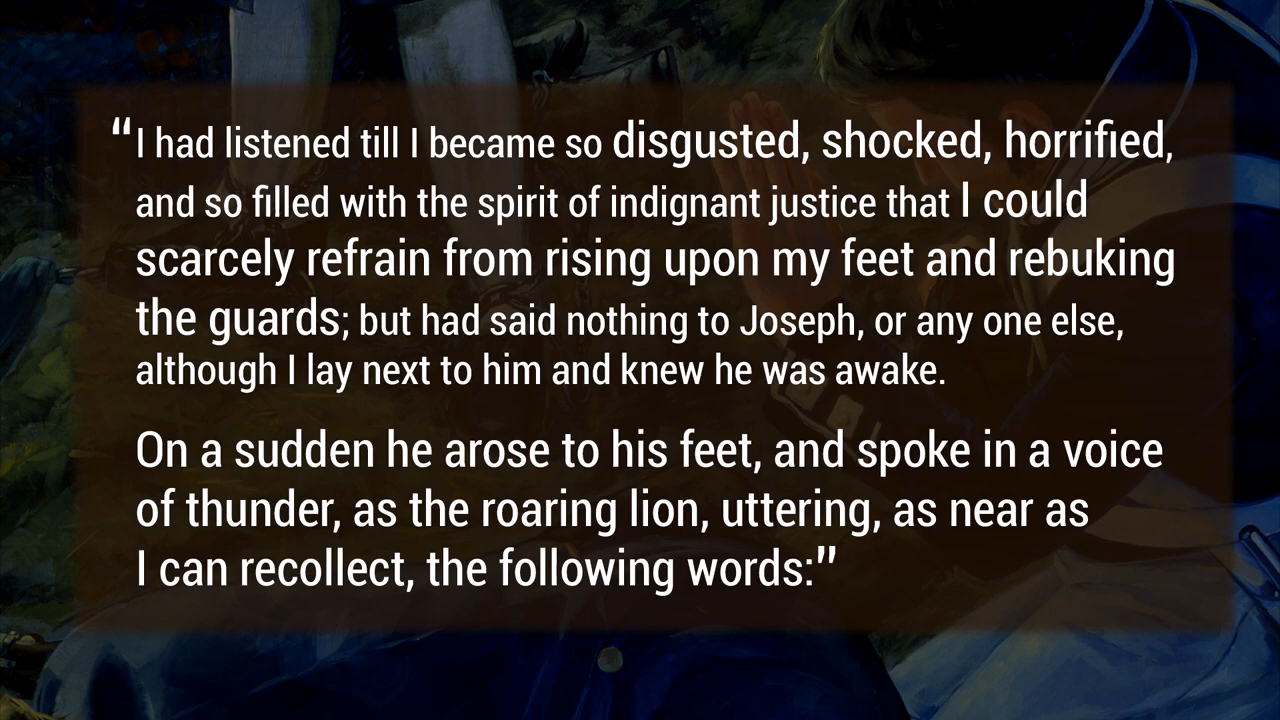 “I had listened till I became so disgusted, shocked, horrified,
and so filled with the spirit of indignant justice that I could
scarcely refrain from rising upon my feet and rebuking
the guards; but had said nothing to Joseph, or any one else,
although I lay next to him and knew he was awake.
On a sudden he arose to his feet, and spoke in a voice
of thunder, as the roaring lion, uttering, as near as
I can recollect, the following words:”